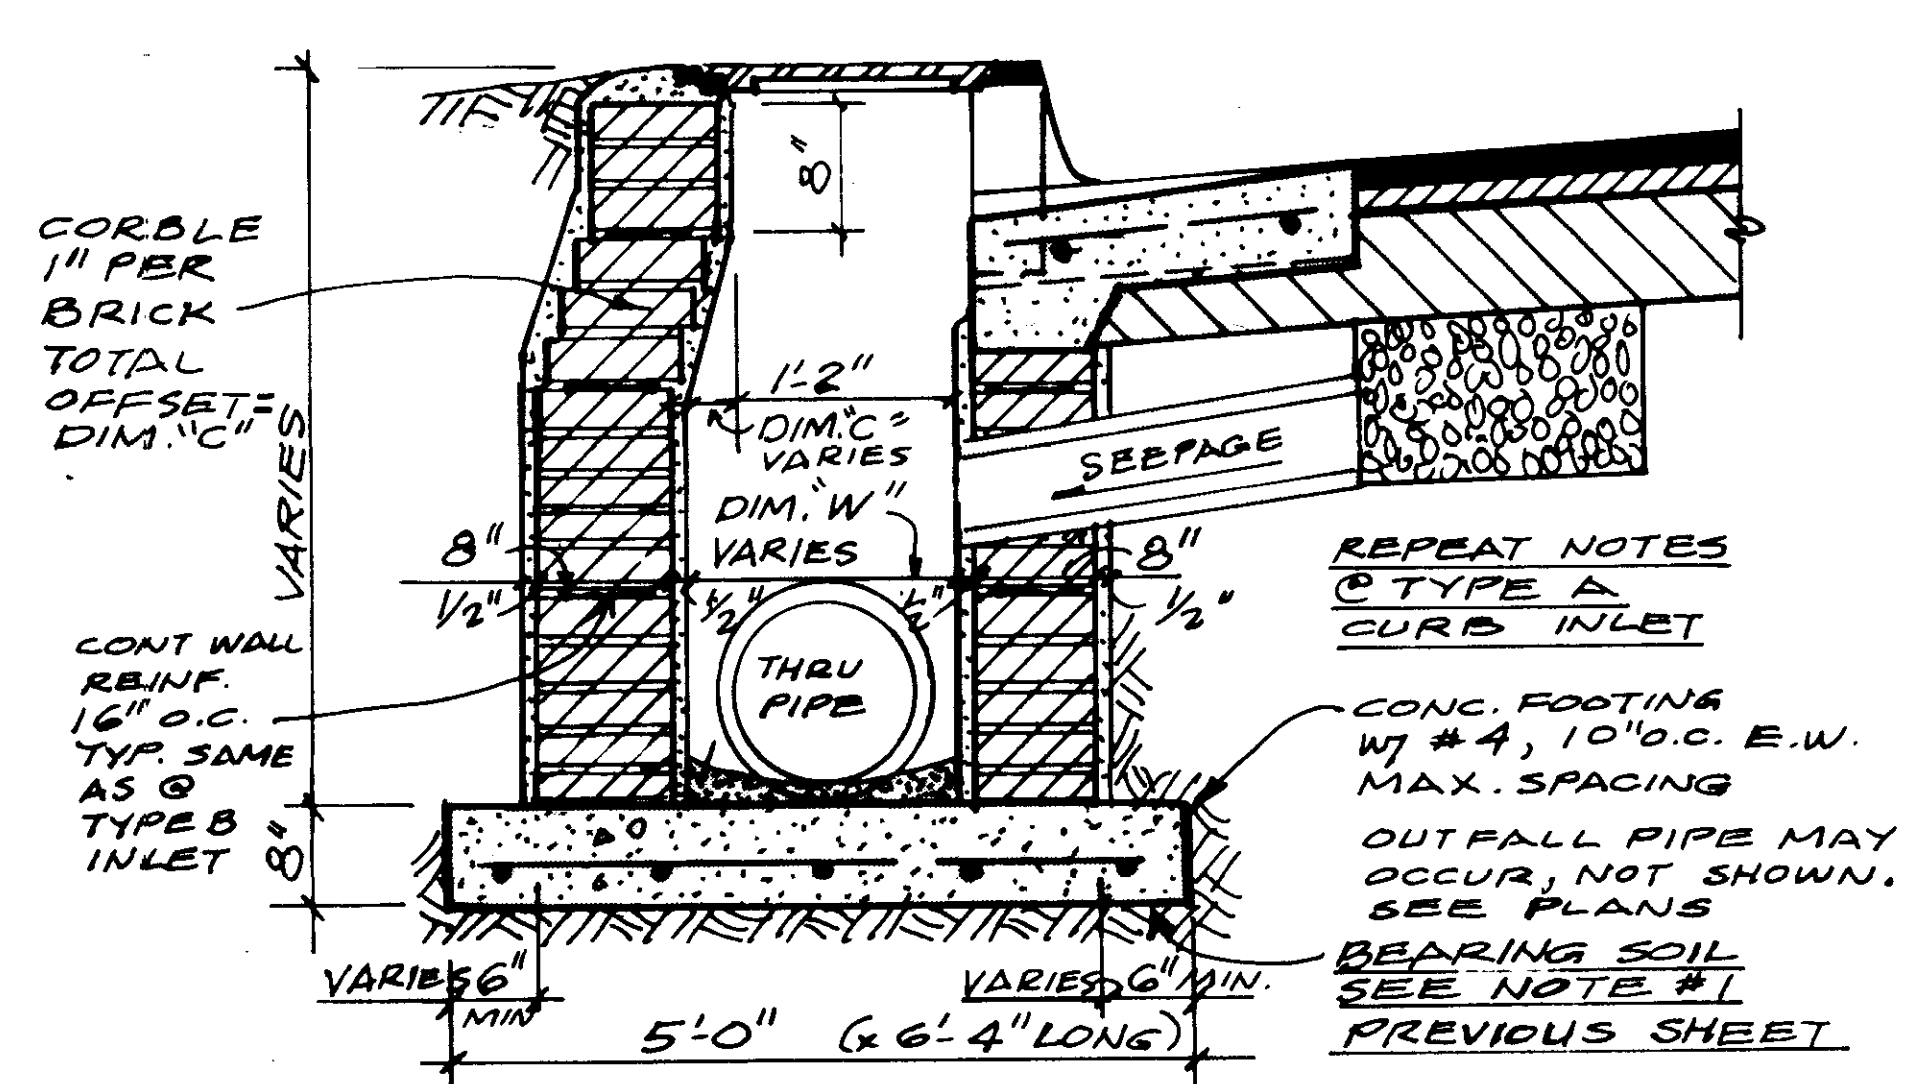 CORBLE
1" PER
BRICK
TOTAL
OFFSET=
DIM. "C"
VARIES
8"
8"
1'-2"
DIM. "C"=
VARIES
DIM. "W"
VARIES
SEEPAGE
8"
1/2"
1/2"
1/2"
8"
1/2"
THRU
PIPE
CONT WALL
REINF.
16" O.C.
TYP. SAME
AS @
TYPE B
INLET
REPEAT NOTES
@ TYPE A
CURB INLET
CONC. FOOTING
W/ #4, 10" O.C. E.W.
MAX. SPACING
OUTFALL PIPE MAY
OCCUR, NOT SHOWN.
SEE PLANS
BEARING SOIL
SEE NOTE #1
PREVIOUS SHEET
VARIES 6"
MIN
VARIES, 6" MIN.
5'-0" (x 6'-4" LONG)